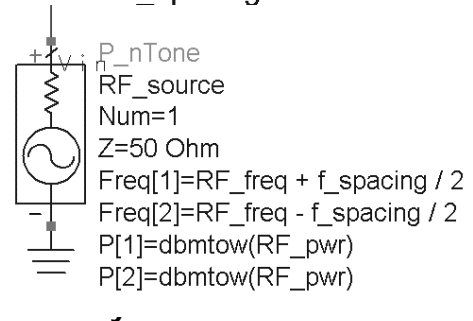 P_nTone
+ Vin
RF_source
Num=1
Z=50 Ohm
Freq[1]=RF_freq + f_spacing / 2
Freq[2]=RF_freq - f_spacing / 2
P[1]=dbmtow(RF_pwr)
P[2]=dbmtow(RF_pwr)